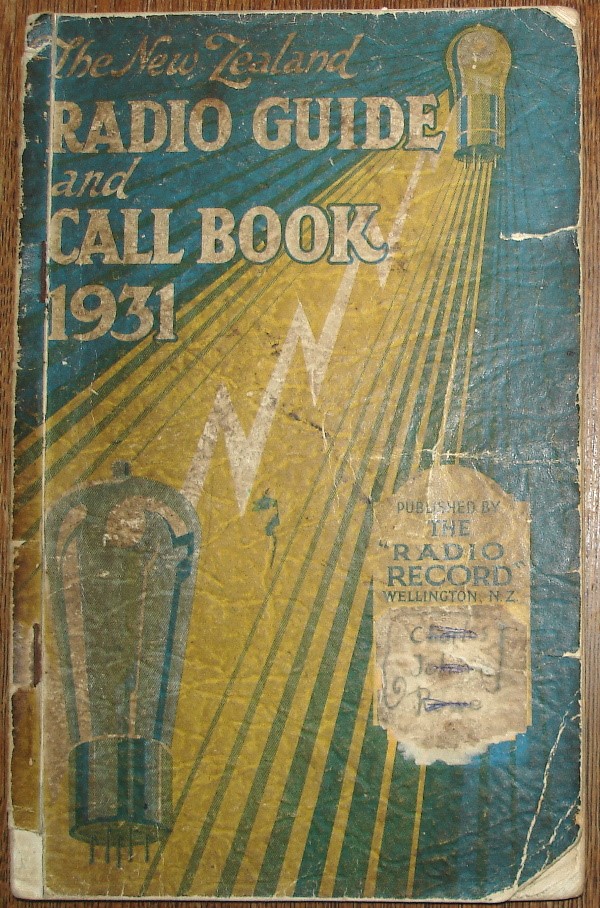 The New Zealand
RADIO GUIDE
and
CALL BOOK
1931
PUBLISHED BY
THE
"RADIO
RECORD"
WELLINGTON, N.Z.